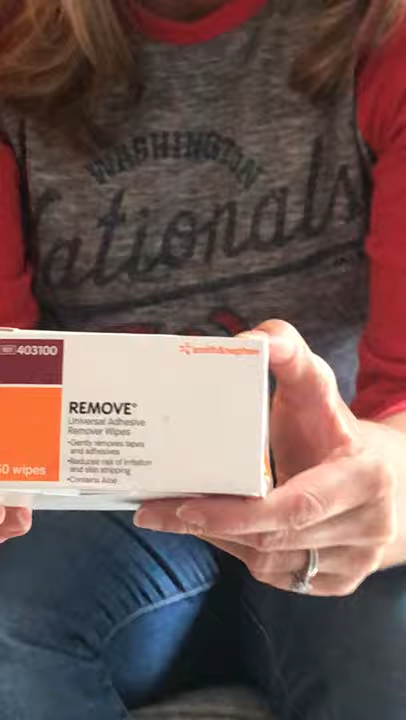 WASHINGTON
Nationals
REF 403100
smith&nephew
REMOVE°
Universal Adhesive
Remover Wipes
•Gently removes tapes
and adhesives
•Reduced risk of irritation
and skin stripping
•Contains Aloe
50 wipes